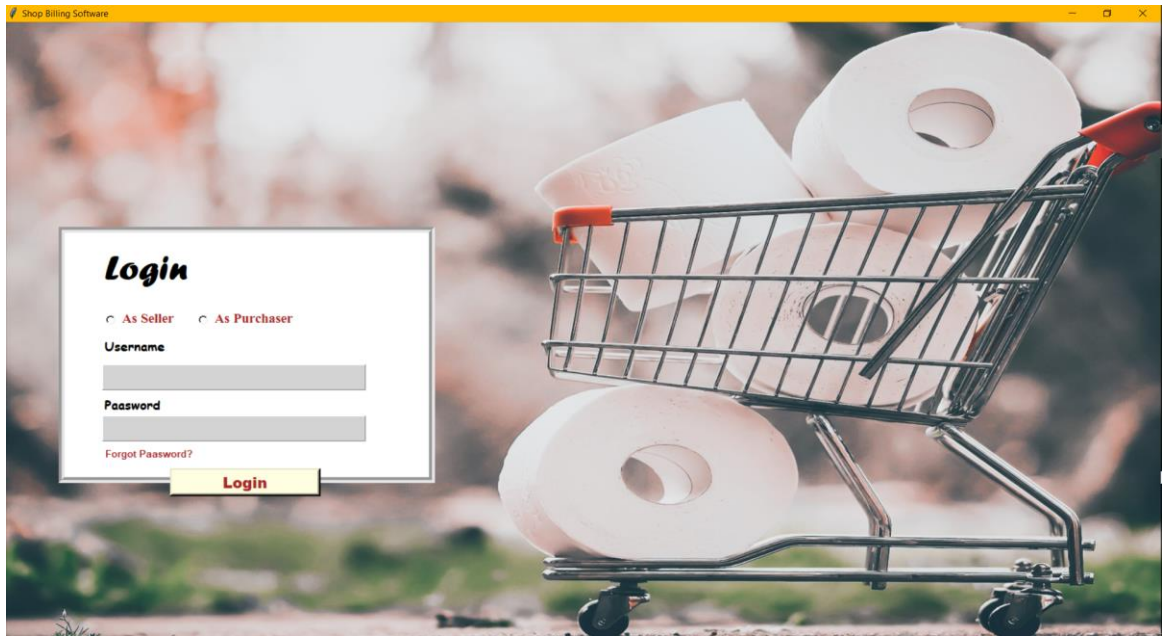 Shop Billing Software
Login
As Seller As Purchaser
Username
Paasword
Forgot Paasword?
Login